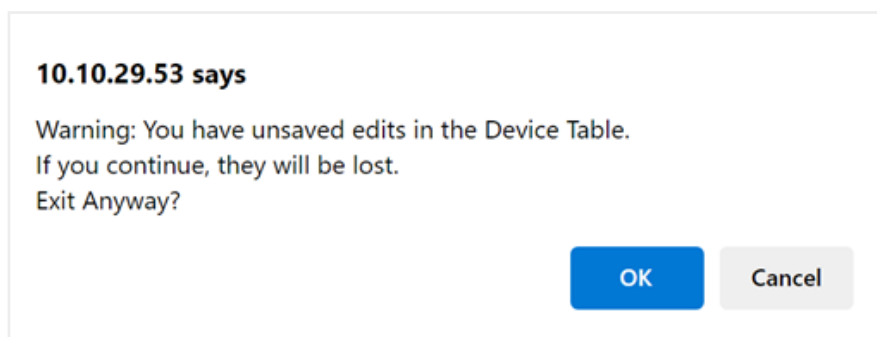 10.10.29.53 says
Warning: You have unsaved edits in the Device Table.
If you continue, they will be lost.
Exit Anyway?
OK
Cancel